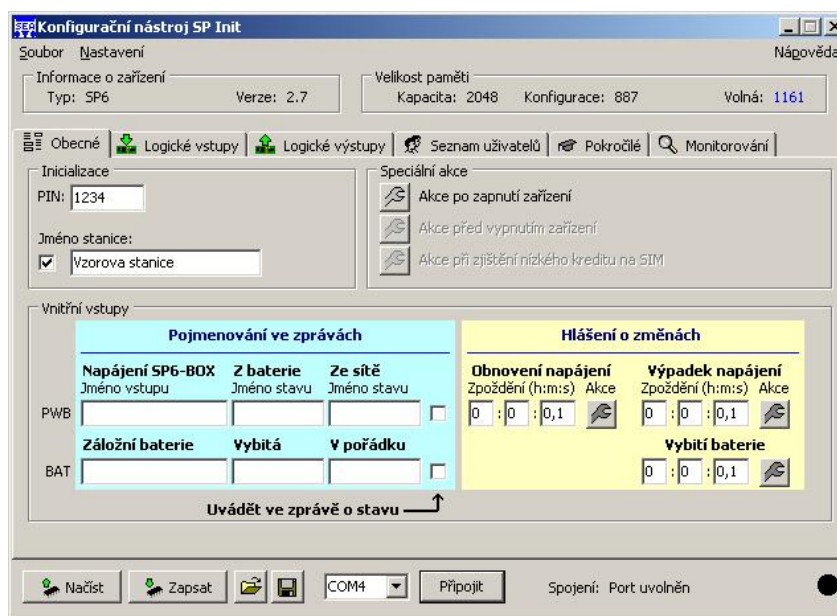 SEA Konfigurační nástroj SP Init
Soubor Nastavení Nápověda
Informace o zařízení Velikost paměti
Typ: SP6 Verze: 2.7 Kapacita: 2048 Konfigurace: 887 Volná: 1161
Obecné Logické vstupy Logické výstupy Seznam uživatelů Pokročilé Monitorování
Inicializace Speciální akce
PIN: 1234 Akce po zapnutí zařízení
Akce před vypnutím zařízení
Jméno stanice:
Vzorova stanice Akce při zjištění nízkého kreditu na SIM
Vnitřní vstupy
Pojmenování ve zprávách Hlášení o změnách
Napájení SP6-BOX Z baterie Ze sítě Obnovení napájení Výpadek napájení
Jméno vstupu Jméno stavu Jméno stavu Zpoždění (h:m:s) Akce Zpoždění (h:m:s) Akce
PWB 0 : 0 : 0,1 0 : 0 : 0,1
Záložní baterie Vybitá V pořádku Vybití baterie
BAT 0 : 0 : 0,1
Uvádět ve zprávě o stavu
Načíst Zapsat COM4 Připojit Spojení: Port uvolněn